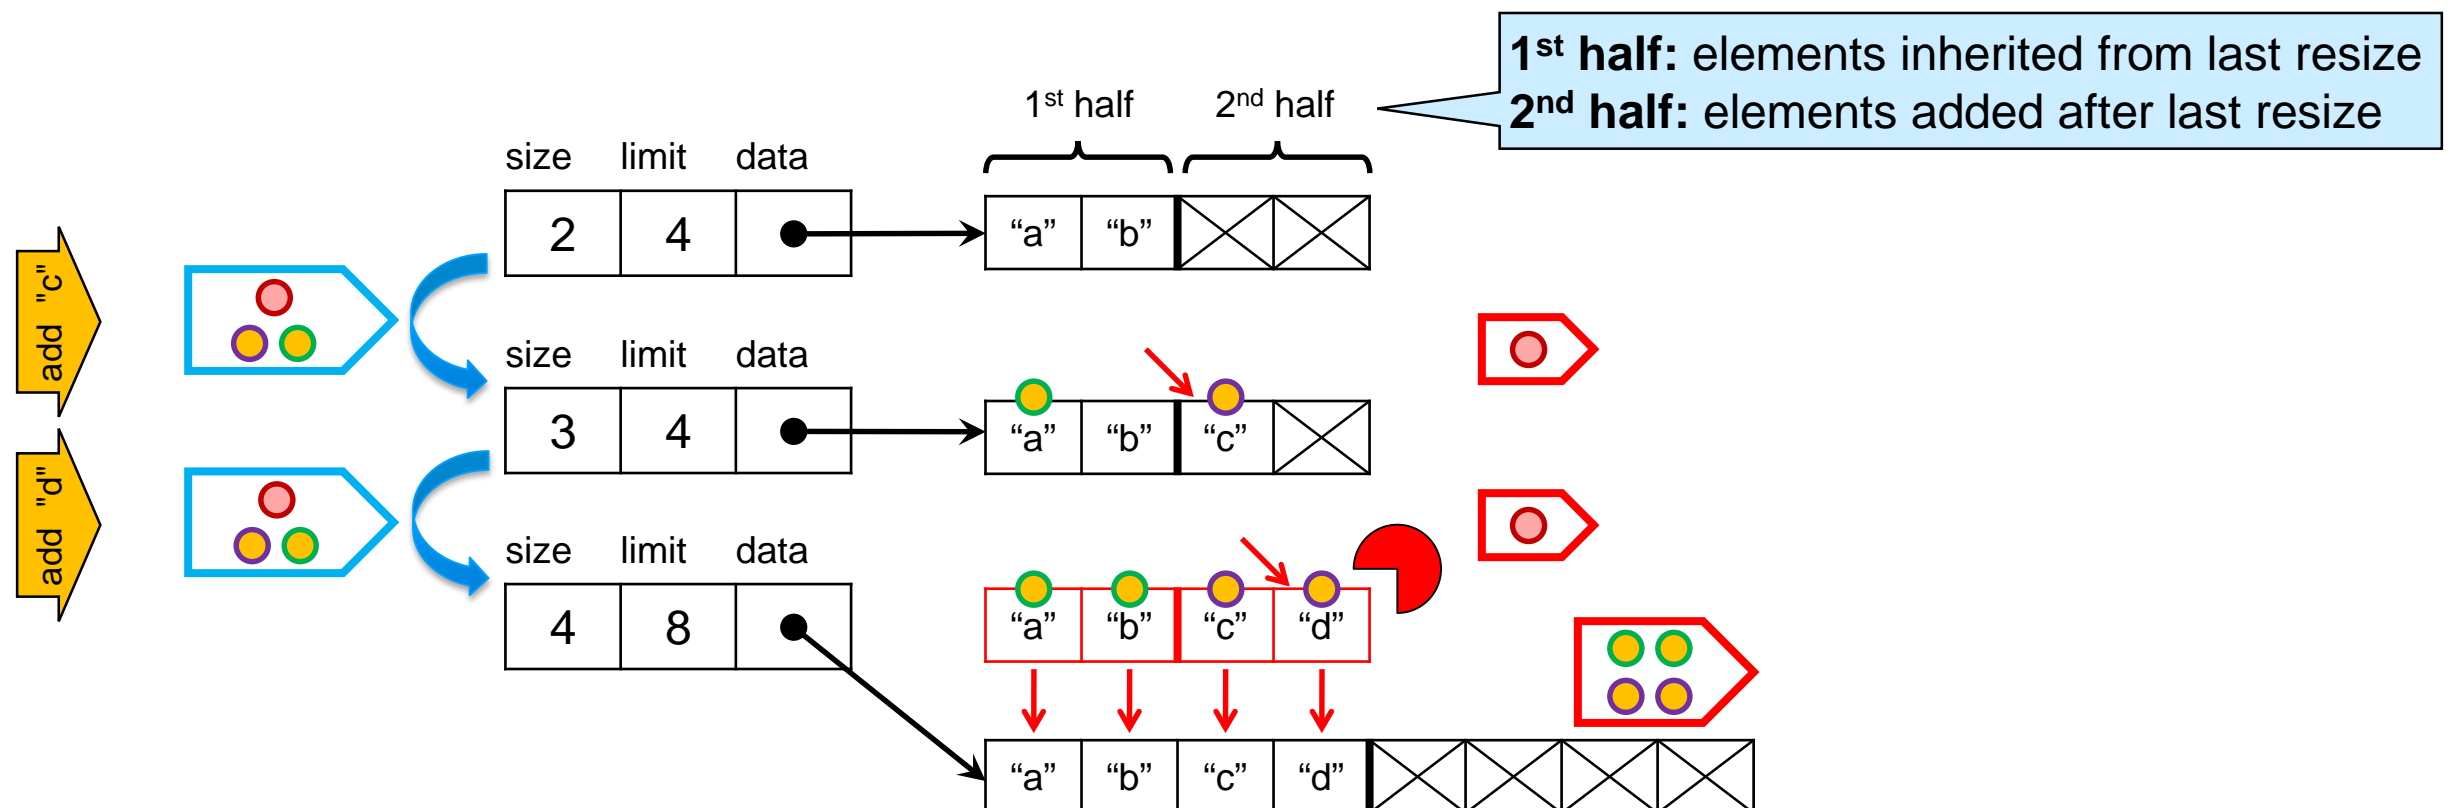 1st half: elements inherited from last resize
2nd half: elements added after last resize
1st half 2nd half
size limit data
2 4 “a” “b”
add "c"
size limit data
3 4 “a” “b” “c”
add "d"
size limit data
4 8 “a” “b” “c” “d”
“a” “b” “c” “d”